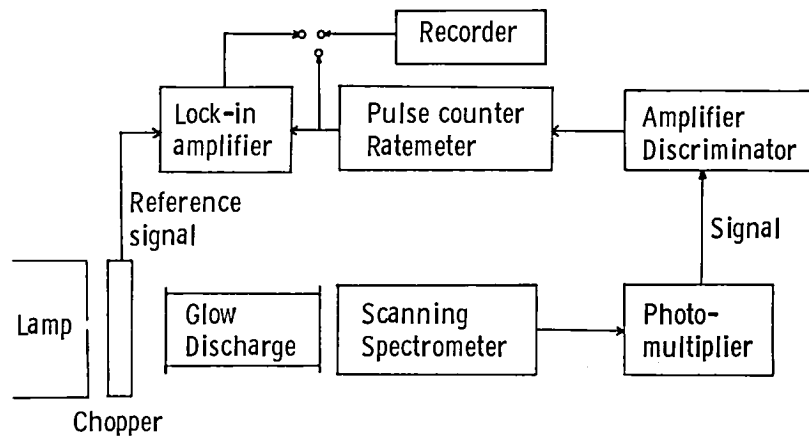 Recorder
Lock-in
amplifier
Pulse counter
Ratemeter
Amplifier
Discriminator
Reference
signal
Signal
Lamp
Glow
Discharge
Scanning
Spectrometer
Photo-
multiplier
Chopper